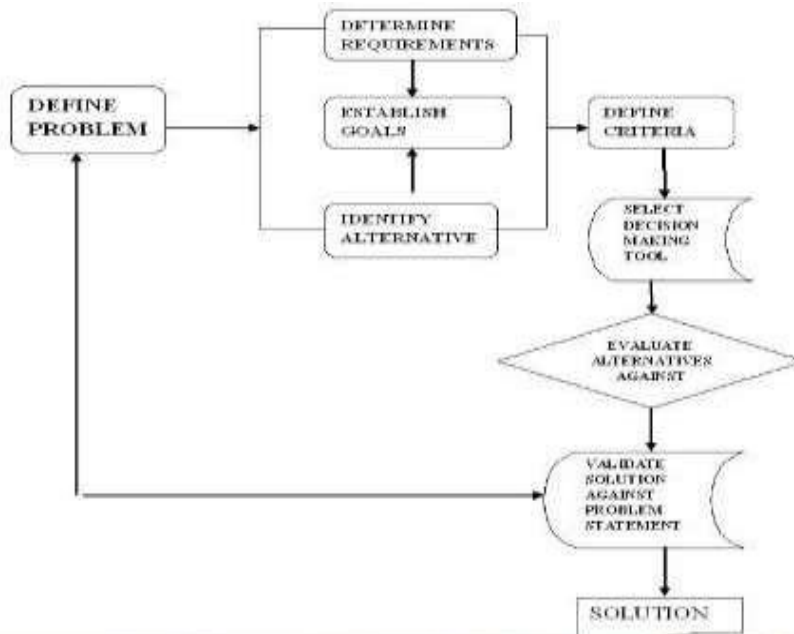 DEFINE
PROBLEM
DETERMINE
REQUIREMENTS
ESTABLISH
GOALS
IDENTIFY
ALTERNATIVE
DEFINE
CRITERIA
SELECT
DECISION
MAKING
TOOL
EVALUATE
ALTERNATIVES
AGAINST
VALIDATE
SOLUTION
AGAINST
PROBLEM
STATEMENT
SOLUTION